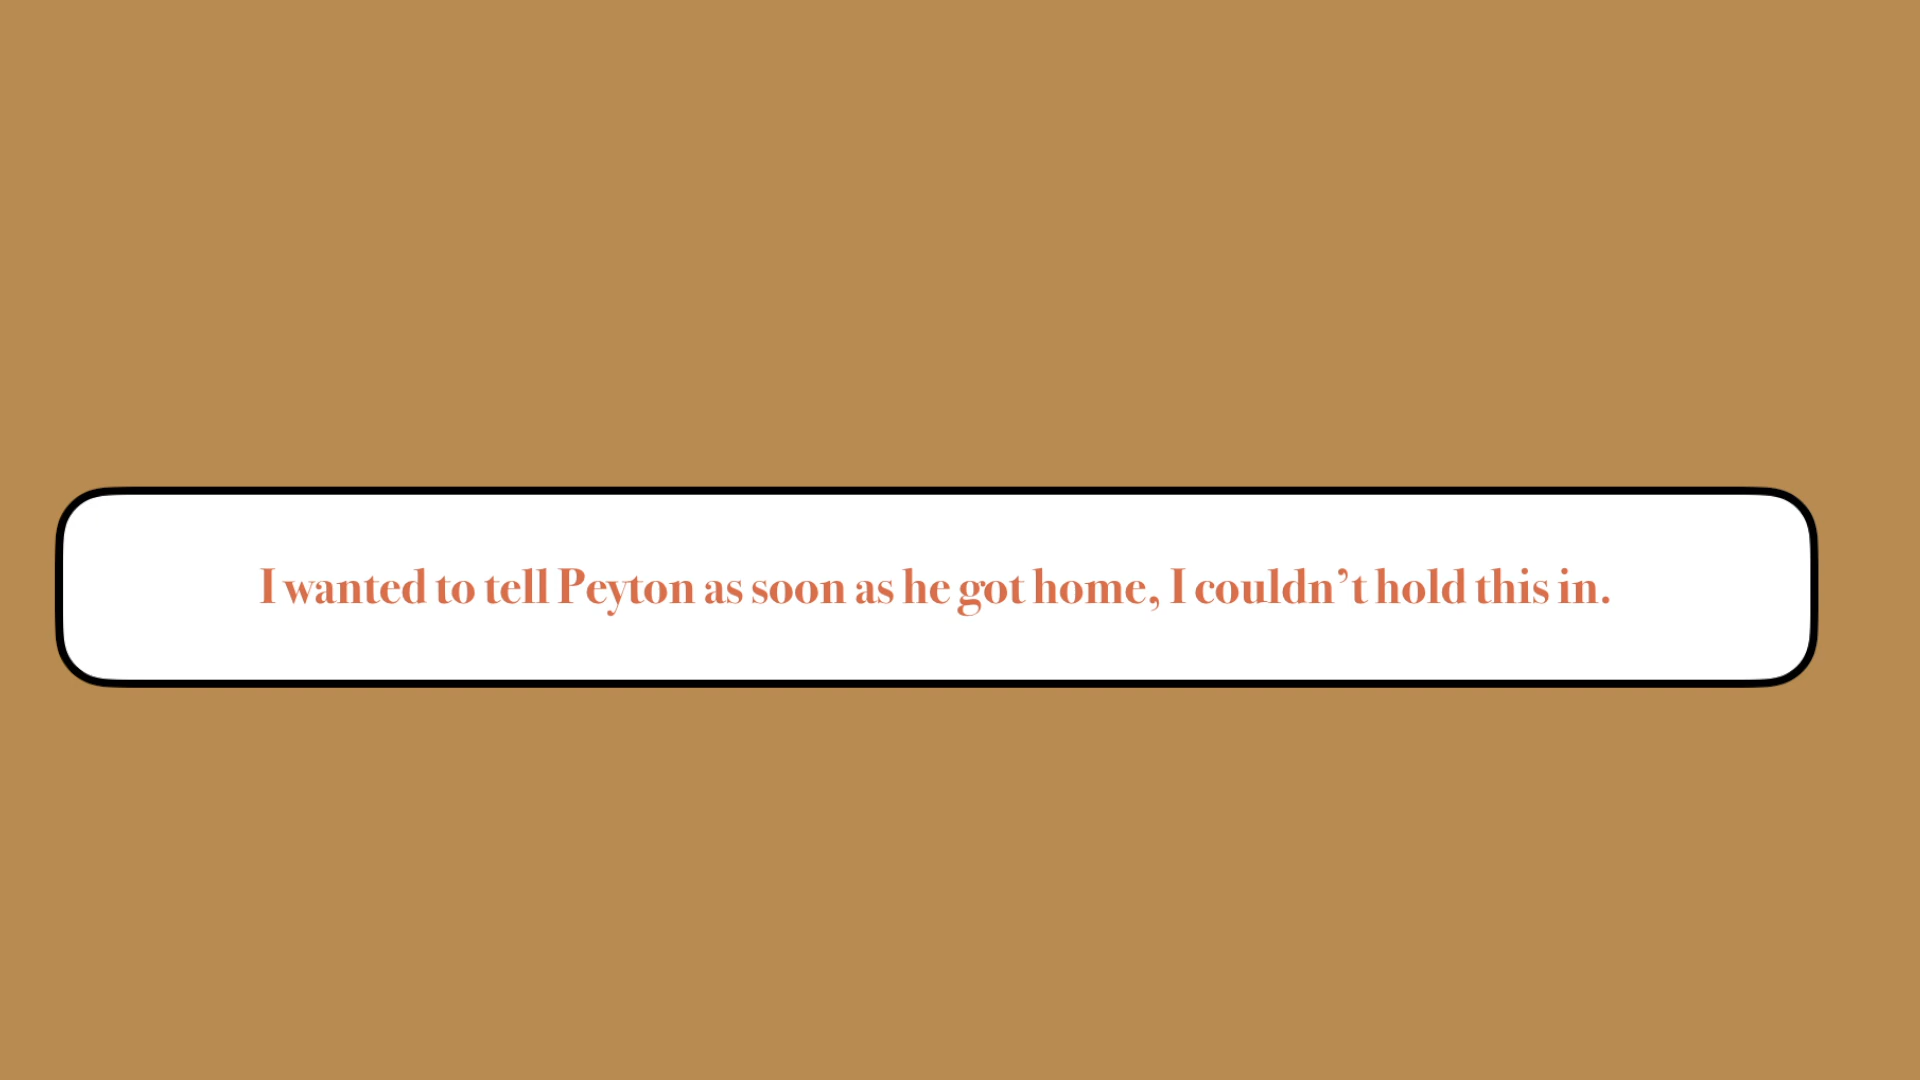 I wanted to tell Peyton as soon as he got home, I couldn’t hold this in.